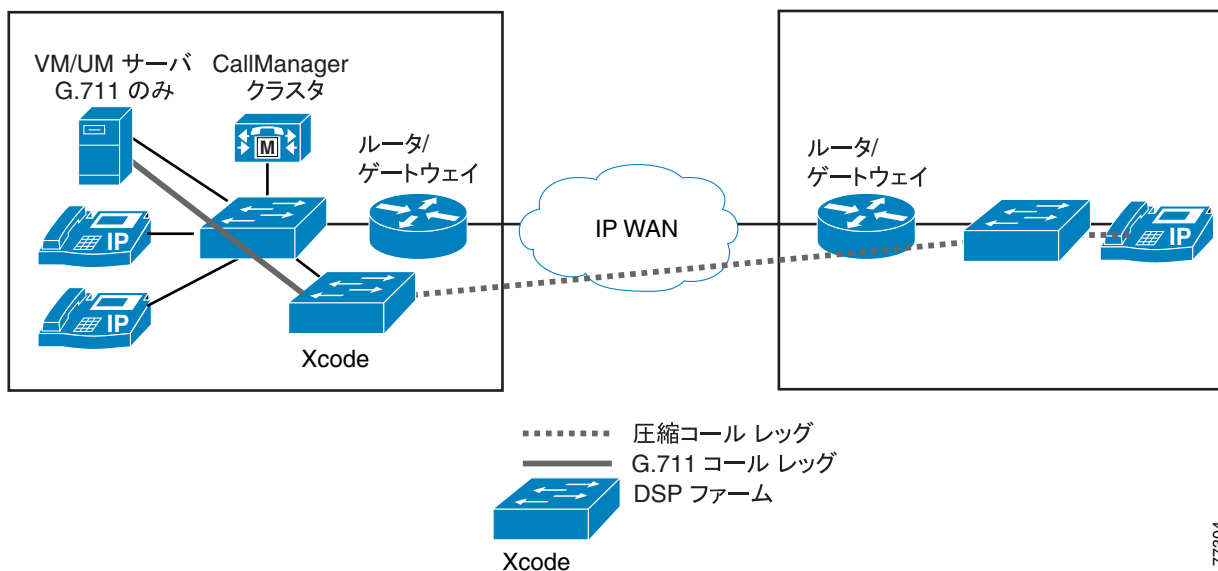 VM/UM サーバ
G.711 のみ
CallManager
クラスタ
M
ルータ/
ゲートウェイ
IP
IP
Xcode
IP WAN
ルータ/
ゲートウェイ
IP
圧縮コール レッグ
G.711 コール レッグ
DSP ファーム
Xcode